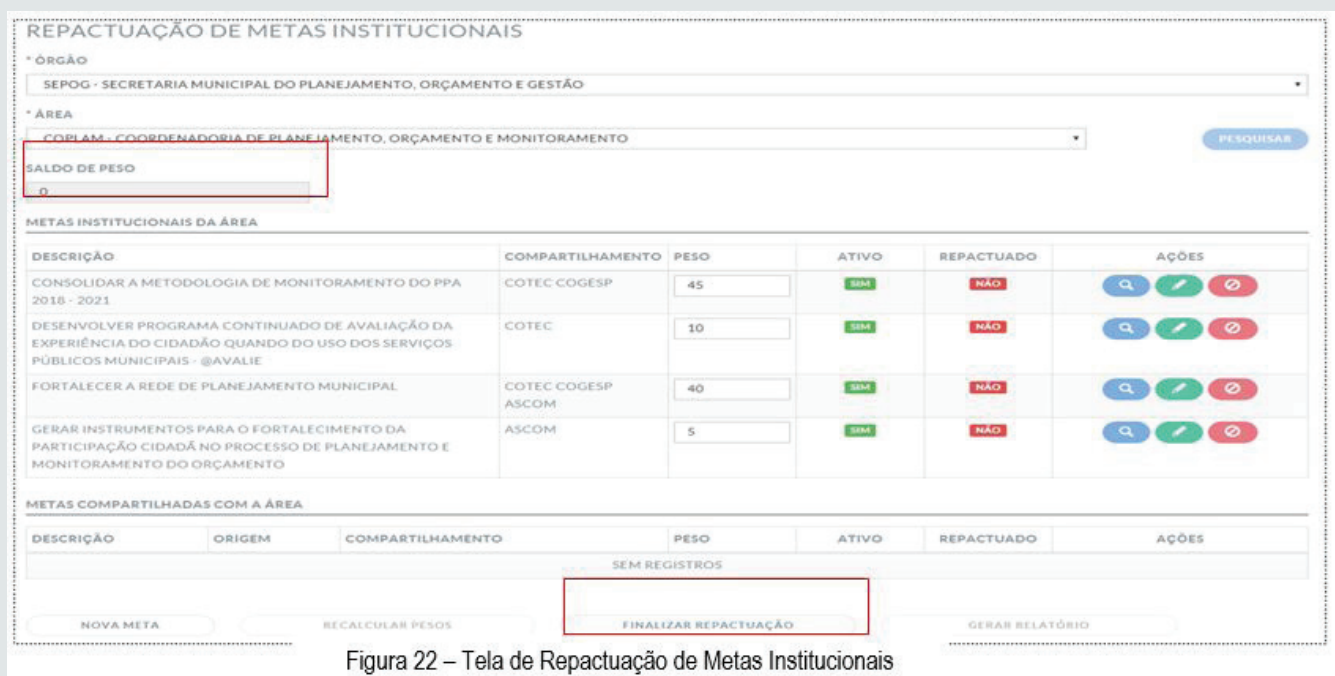 REPACTUAÇÃO DE METAS INSTITUCIONAIS
* ÓRGÃO
SEPOG - SECRETARIA MUNICIPAL DO PLANEJAMENTO, ORÇAMENTO E GESTÃO
* ÁREA
COPLAM - COORDENADORIA DE PLANEJAMENTO, ORÇAMENTO E MONITORAMENTO
PESQUISAR
SALDO DE PESO
0
METAS INSTITUCIONAIS DA ÁREA
DESCRIÇÃO COMPARTILHAMENTO PESO ATIVO REPACTUADO AÇÕES
CONSOLIDAR A METODOLOGIA DE MONITORAMENTO DO PPA COTEC COGESP 45 SIM NÃO
2018 - 2021
DESENVOLVER PROGRAMA CONTINUADO DE AVALIAÇÃO DA COTEC 10 SIM NÃO
EXPERIÊNCIA DO CIDADÃO QUANDO DO USO DOS SERVIÇOS
PÚBLICOS MUNICIPAIS - @AVALIE
FORTALECER A REDE DE PLANEJAMENTO MUNICIPAL COTEC COGESP 40 SIM NÃO
ASCOM
GERAR INSTRUMENTOS PARA O FORTALECIMENTO DA ASCOM 5 SIM NÃO
PARTICIPAÇÃO CIDADÃ NO PROCESSO DE PLANEJAMENTO E
MONITORAMENTO DO ORÇAMENTO
METAS COMPARTILHADAS COM A ÁREA
DESCRIÇÃO ORIGEM COMPARTILHAMENTO PESO ATIVO REPACTUADO AÇÕES
SEM REGISTROS
NOVA META RECALCULAR PESOS FINALIZAR REPACTUAÇÃO GERAR RELATÓRIO
Figura 22 – Tela de Repactuação de Metas Institucionais